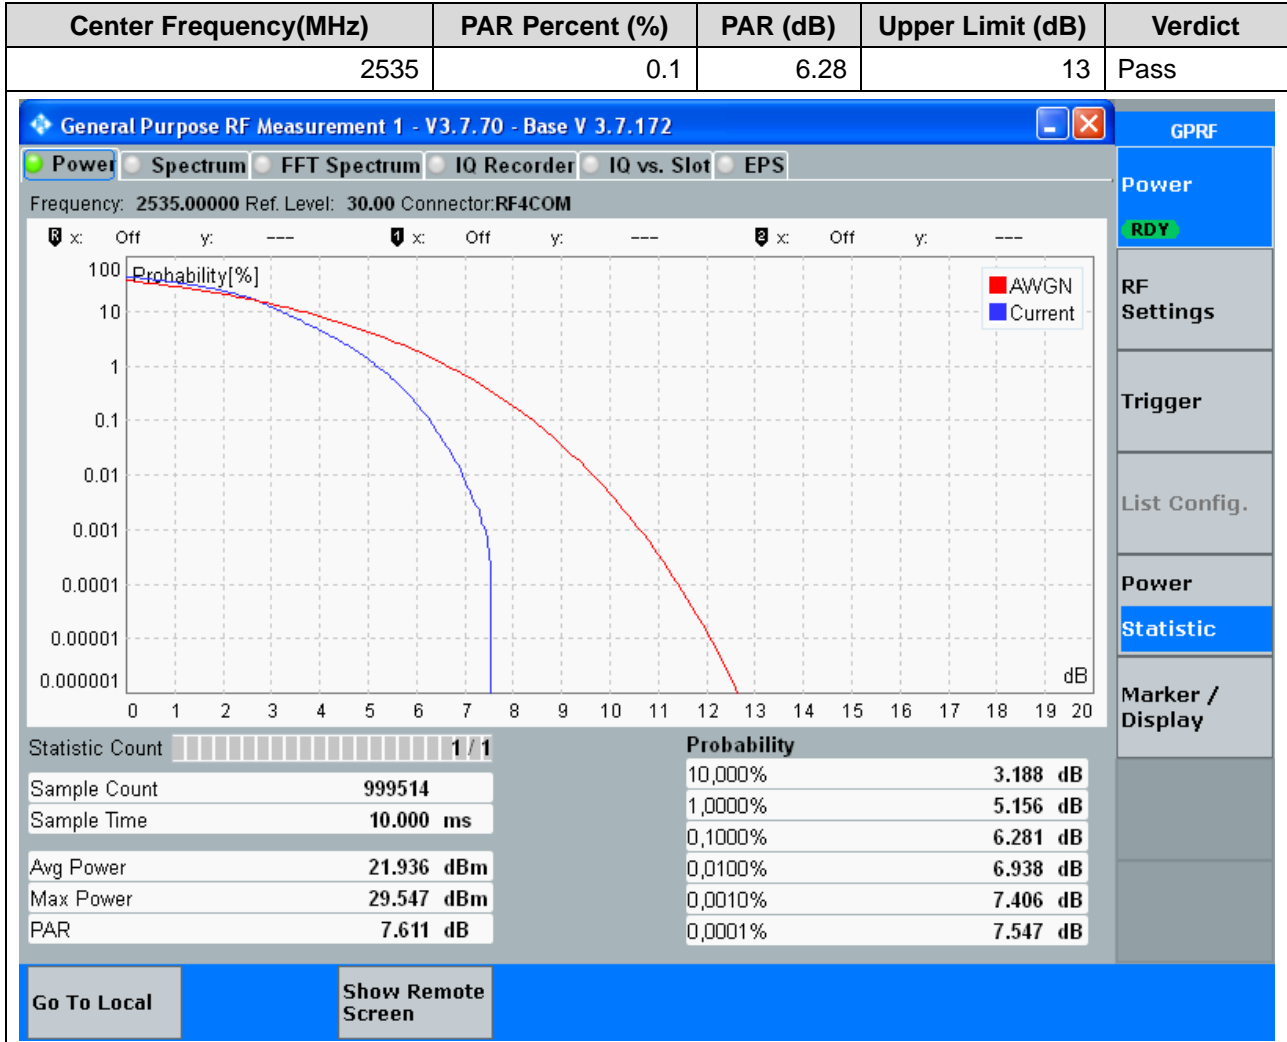 Center Frequency(MHz) PAR Percent (%) PAR (dB) Upper Limit (dB) Verdict
2535 0.1 6.28 13 Pass
General Purpose RF Measurement 1 - V3.7.70 - Base V 3.7.172
GPRF
Power Spectrum FFT Spectrum IQ Recorder IQ vs. Slot EPS
Power
RDY
Frequency: 2535.00000 Ref. Level: 30.00 Connector:RF4COM
R x: Off y: --- 1 x: Off y: --- 2 x: Off y: ---
100 Probability[%]
AWGN
Current
10
1
0.1
0.01
0.001
0.0001
0.00001
0.000001
dB
0 1 2 3 4 5 6 7 8 9 10 11 12 13 14 15 16 17 18 19 20
RF
Settings
Trigger
List Config.
Power
Statistic
Marker /
Display
Statistic Count 1 / 1
Sample Count 999514
Sample Time 10.000 ms
Avg Power 21.936 dBm
Max Power 29.547 dBm
PAR 7.611 dB
Probability
10,000% 3.188 dB
1,0000% 5.156 dB
0,1000% 6.281 dB
0,0100% 6.938 dB
0,0010% 7.406 dB
0,0001% 7.547 dB
Go To Local
Show Remote
Screen